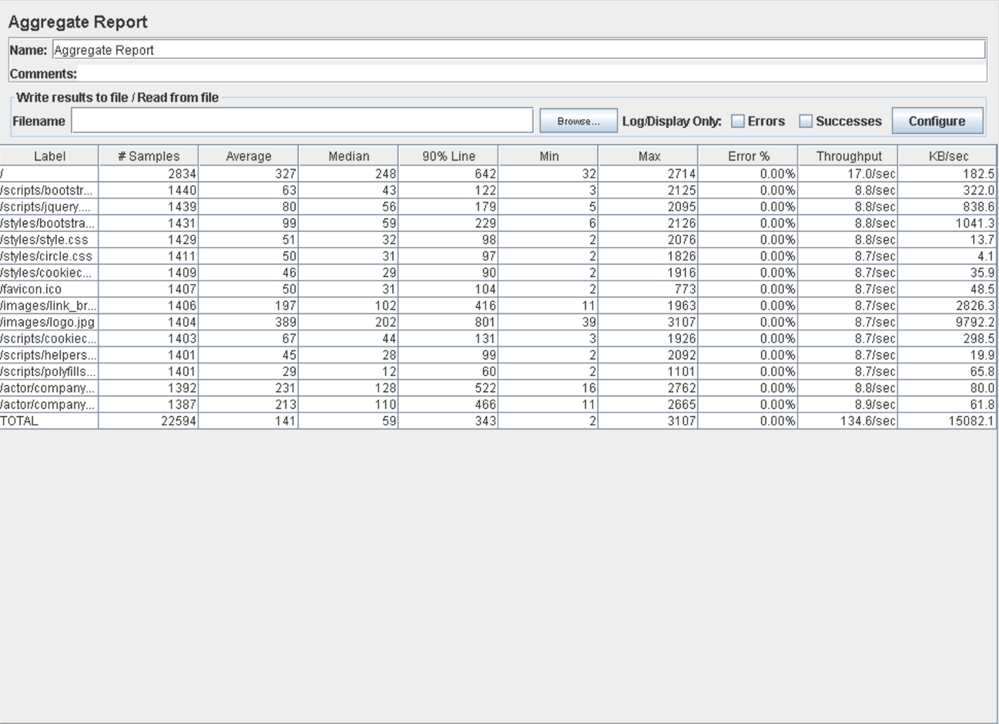 Aggregate Report
Name: Aggregate Report
Comments:
Write results to file / Read from file
Filename Browse... Log/Display Only: Errors Successes Configure
Label # Samples Average Median 90% Line Min Max Error % Throughput KB/sec
/ 2834 327 248 642 32 2714 0.00% 17.0/sec 182.5
/scripts/bootstr... 1440 63 43 122 3 2125 0.00% 8.8/sec 322.0
/scripts/jquery.... 1439 80 56 179 5 2095 0.00% 8.8/sec 838.6
/styles/bootstra... 1431 99 59 229 6 2126 0.00% 8.8/sec 1041.3
/styles/style.css 1429 51 32 98 2 2076 0.00% 8.8/sec 13.7
/styles/circle.css 1411 50 31 97 2 1826 0.00% 8.7/sec 4.1
/styles/cookiec... 1409 46 29 90 2 1916 0.00% 8.7/sec 35.9
/favicon.ico 1407 50 31 104 2 773 0.00% 8.7/sec 48.5
/images/link_br... 1406 197 102 416 11 1963 0.00% 8.7/sec 2826.3
/images/logo.jpg 1404 389 202 801 39 3107 0.00% 8.7/sec 9792.2
/scripts/cookiec... 1403 67 44 131 3 1926 0.00% 8.7/sec 298.5
/scripts/helpers... 1401 45 28 99 2 2092 0.00% 8.7/sec 19.9
/scripts/polyfills... 1401 29 12 60 2 1101 0.00% 8.7/sec 65.8
/actor/company... 1392 231 128 522 16 2762 0.00% 8.8/sec 80.0
/actor/company... 1387 213 110 466 11 2665 0.00% 8.9/sec 61.8
TOTAL 22594 141 59 343 2 3107 0.00% 134.6/sec 15082.1